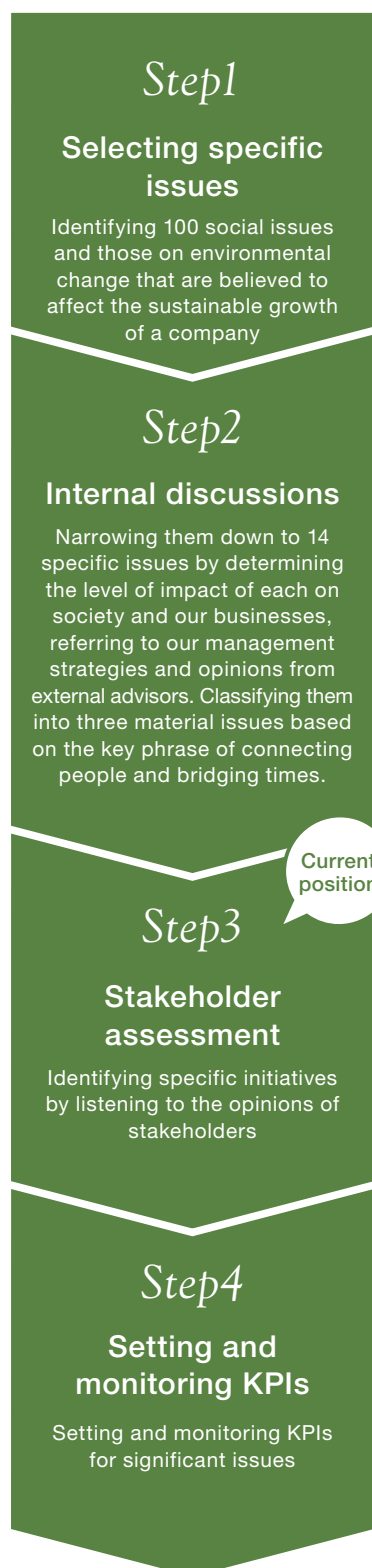 Step1
Selecting specific
issues
Identifying 100 social issues
and those on environmental
change that are believed to
affect the sustainable growth
of a company
Step2
Internal discussions
Narrowing them down to 14
specific issues by determining
the level of impact of each on
society and our businesses,
referring to our management
strategies and opinions from
external advisors. Classifying them
into three material issues based
on the key phrase of connecting
people and bridging times.
Current
position
Step3
Stakeholder
assessment
Identifying specific initiatives
by listening to the opinions of
stakeholders
Step4
Setting and
monitoring KPIs
Setting and monitoring KPIs
for significant issues